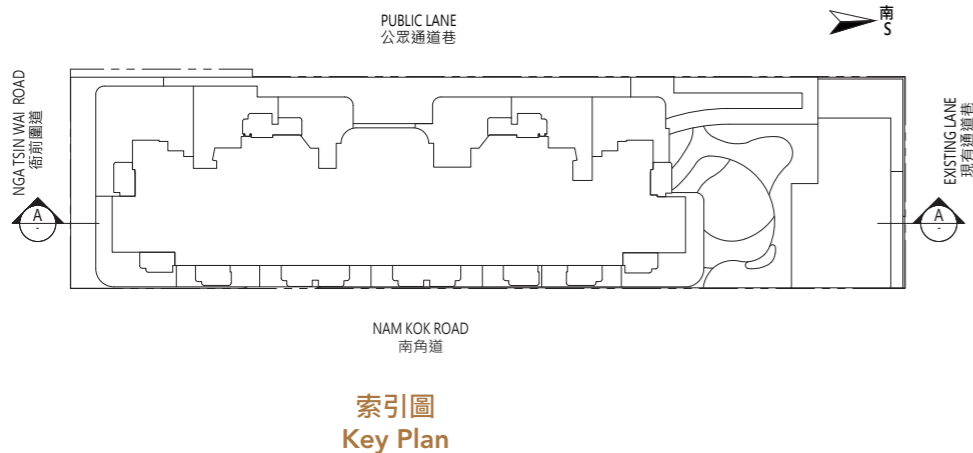 PUBLIC LANE
公眾通道巷
南
S
NGA TSIN WAI ROAD
衙前圍道
EXISTING LANE
現有通道巷
A
-
A
-
NAM KOK ROAD
南角道
索引圖
Key Plan